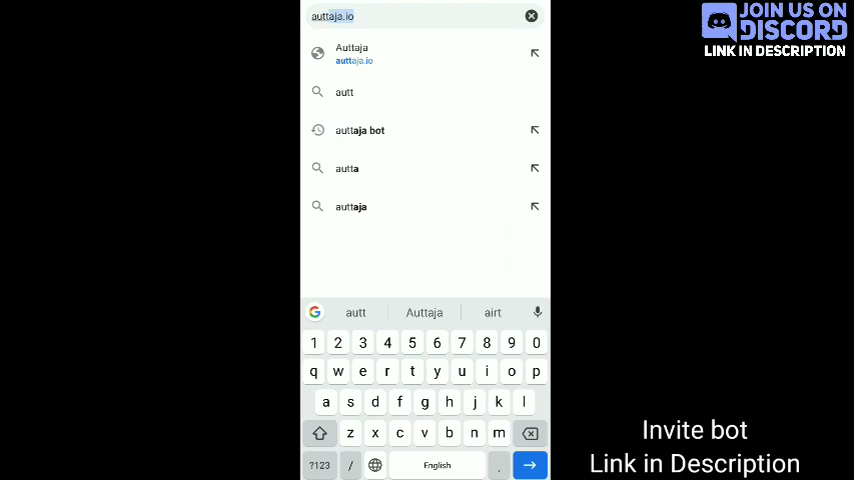 auttaja.io
JOIN US ON
DISCORD
LINK IN DESCRIPTION
Auttaja
auttaja.io
autt
auttaja bot
autta
auttaja
autt Auttaja airt
1 2 3 4 5 6 7 8 9 0
q w e r t y u i o p
a s d f g h j k l
z x c v b n m
?123 / English .
Invite bot
Link in Description